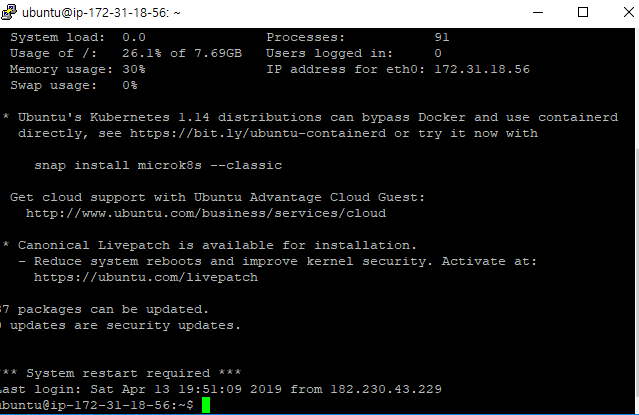 ubuntu@ip-172-31-18-56: ~
System load: 0.0 Processes: 91
Usage of /: 26.1% of 7.69GB Users logged in: 0
Memory usage: 30% IP address for eth0: 172.31.18.56
Swap usage: 0%
* Ubuntu's Kubernetes 1.14 distributions can bypass Docker and use containerd
directly, see https://bit.ly/ubuntu-containerd or try it now with
snap install microk8s --classic
Get cloud support with Ubuntu Advantage Cloud Guest:
http://www.ubuntu.com/business/services/cloud
* Canonical Livepatch is available for installation.
- Reduce system reboots and improve kernel security. Activate at:
https://ubuntu.com/livepatch
packages can be updated.
updates are security updates.
*** System restart required ***
Last login: Sat Apr 13 19:51:09 2019 from 182.230.43.229
ubuntu@ip-172-31-18-56:~$